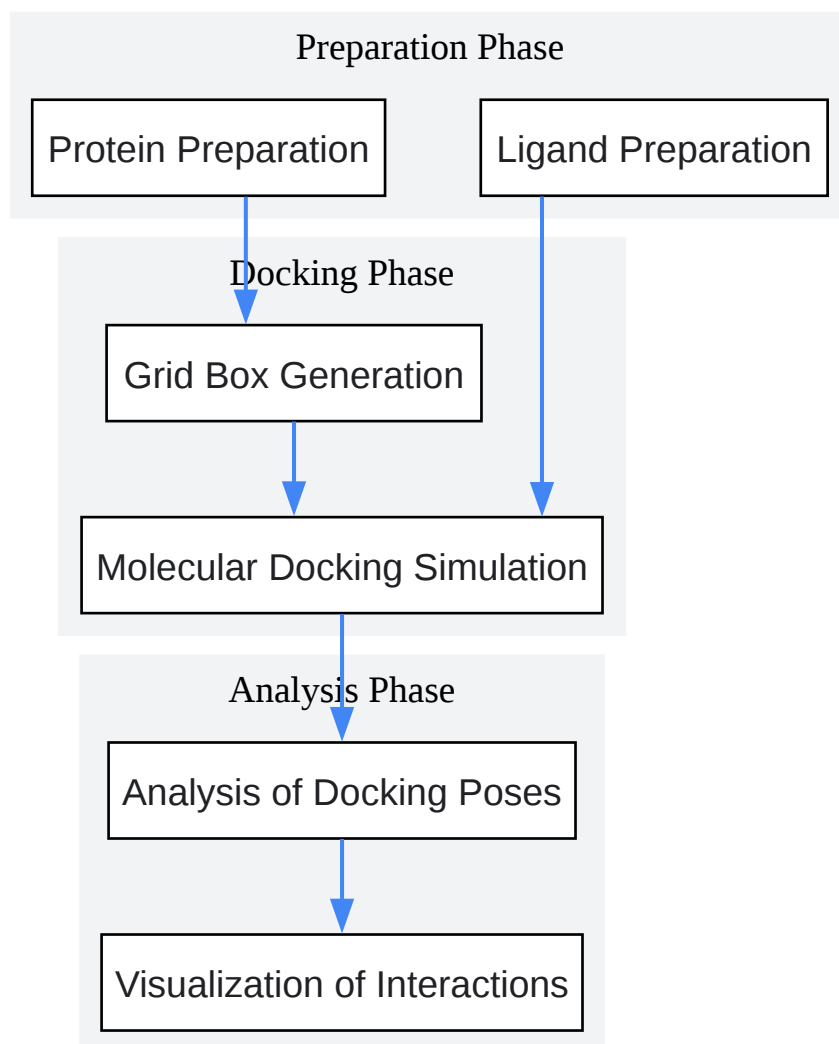 Preparation Phase
Protein Preparation
Ligand Preparation
Docking Phase
Grid Box Generation
Molecular Docking Simulation
Analysis Phase
Analysis of Docking Poses
Visualization of Interactions